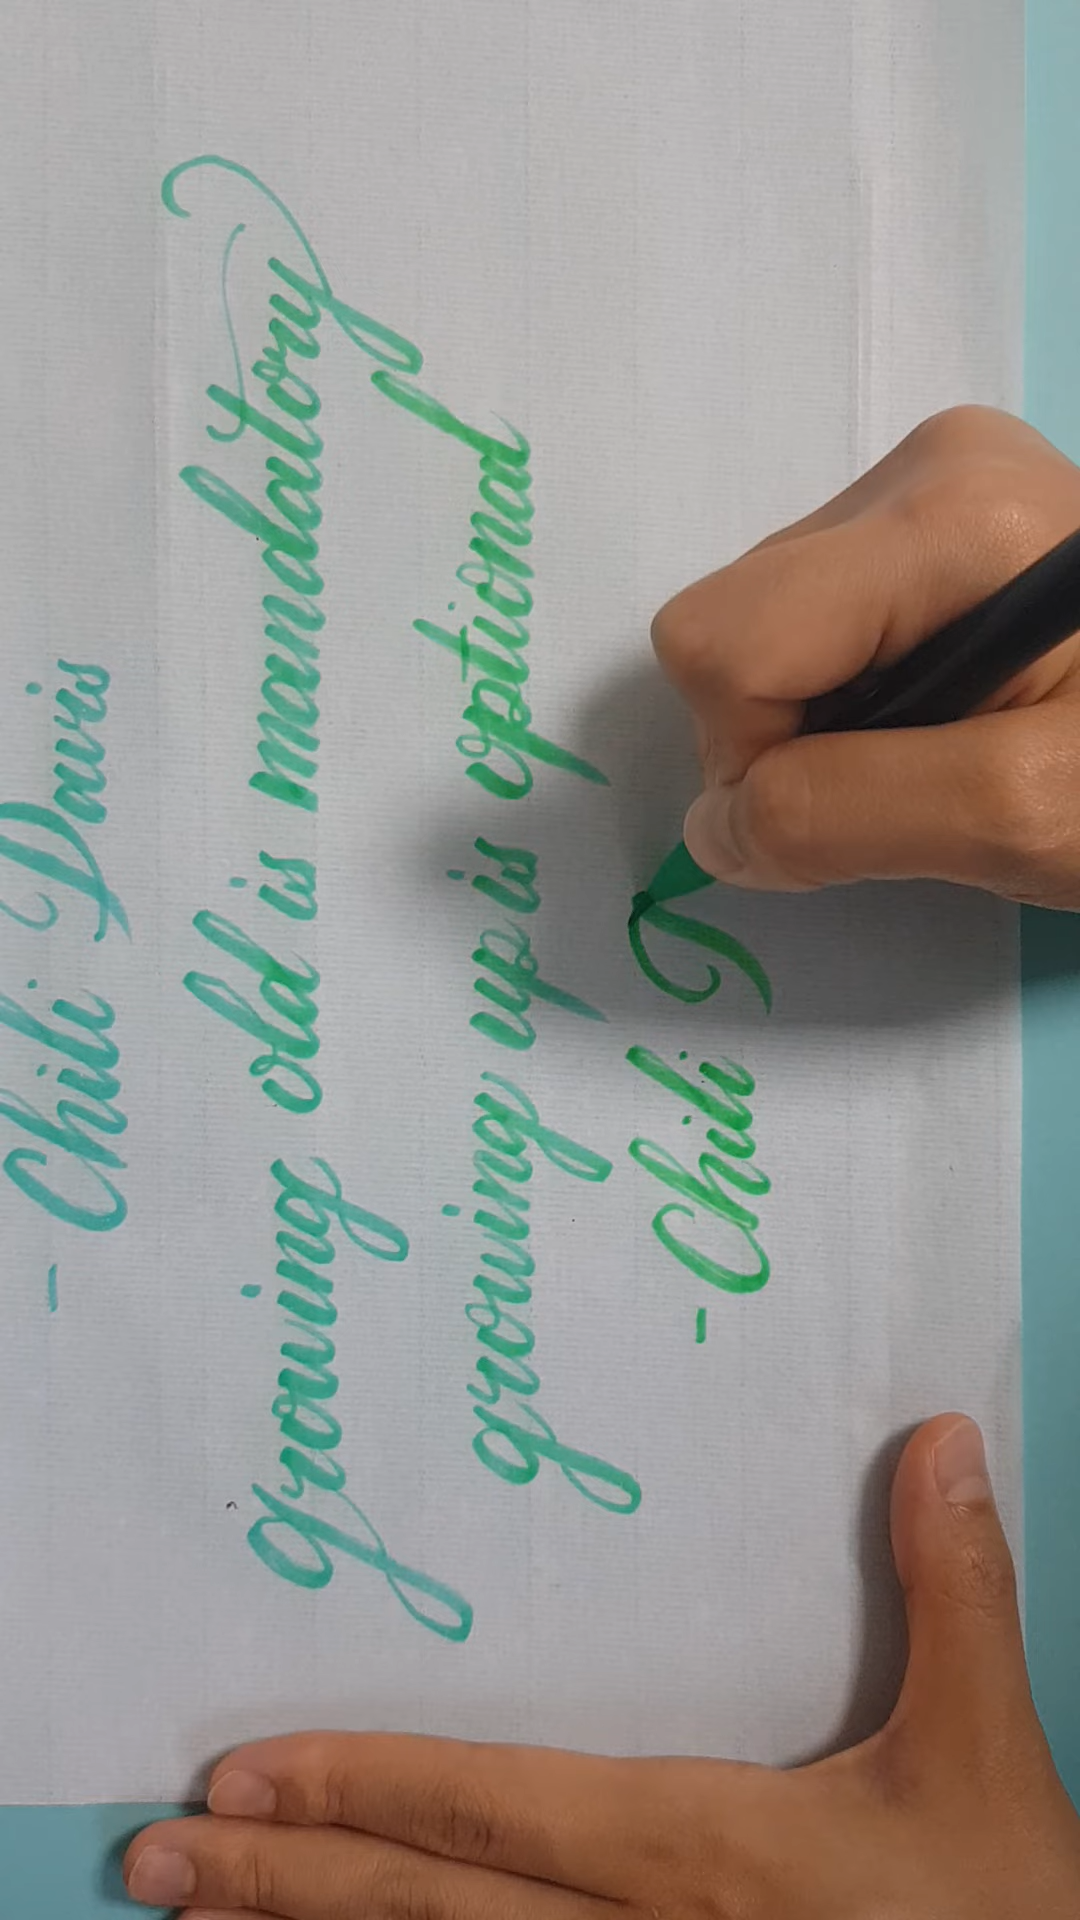 - Chili Davis
growing old is mandatory
growing up is optional
- Chili D